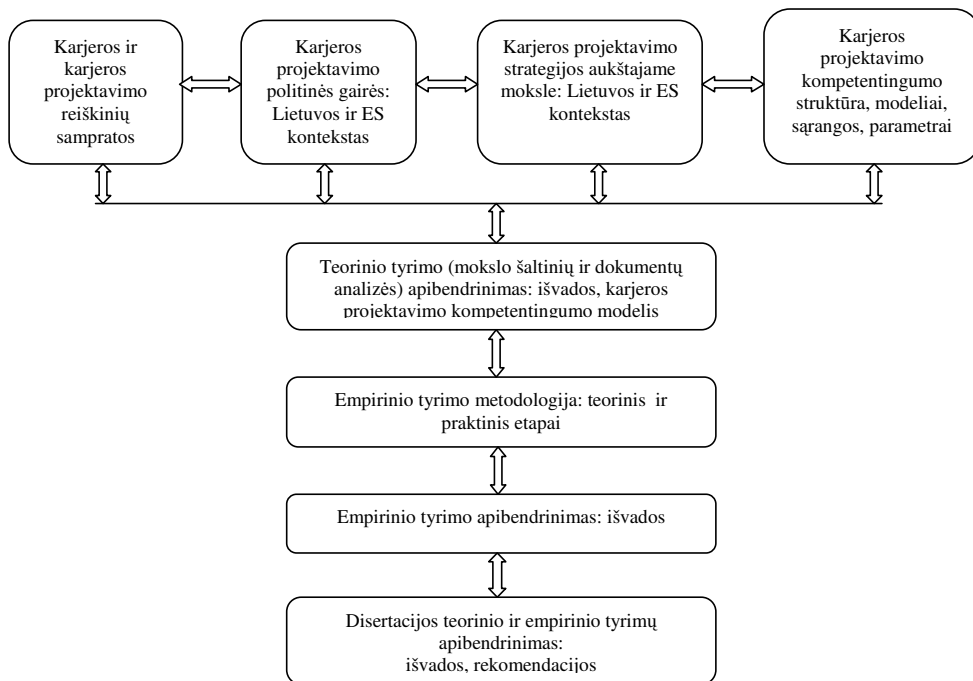 Karjeros ir
karjeros
projektavimo
reiškinių
sampratos
Karjeros
projektavimo
politinės gairės:
Lietuvos ir ES
kontekstas
Karjeros projektavimo
strategijos aukštajame
moksle: Lietuvos ir ES
kontekstas
Karjeros
projektavimo
kompetentingumo
struktūra, modeliai,
sąrangos, parametrai
Teorinio tyrimo (mokslo šaltinių ir dokumentų
analizės) apibendrinimas: išvados, karjeros
projektavimo kompetentingumo modelis
Empirinio tyrimo metodologija: teorinis ir
praktinis etapai
Empirinio tyrimo apibendrinimas: išvados
Disertacijos teorinio ir empirinio tyrimų
apibendrinimas:
išvados, rekomendacijos